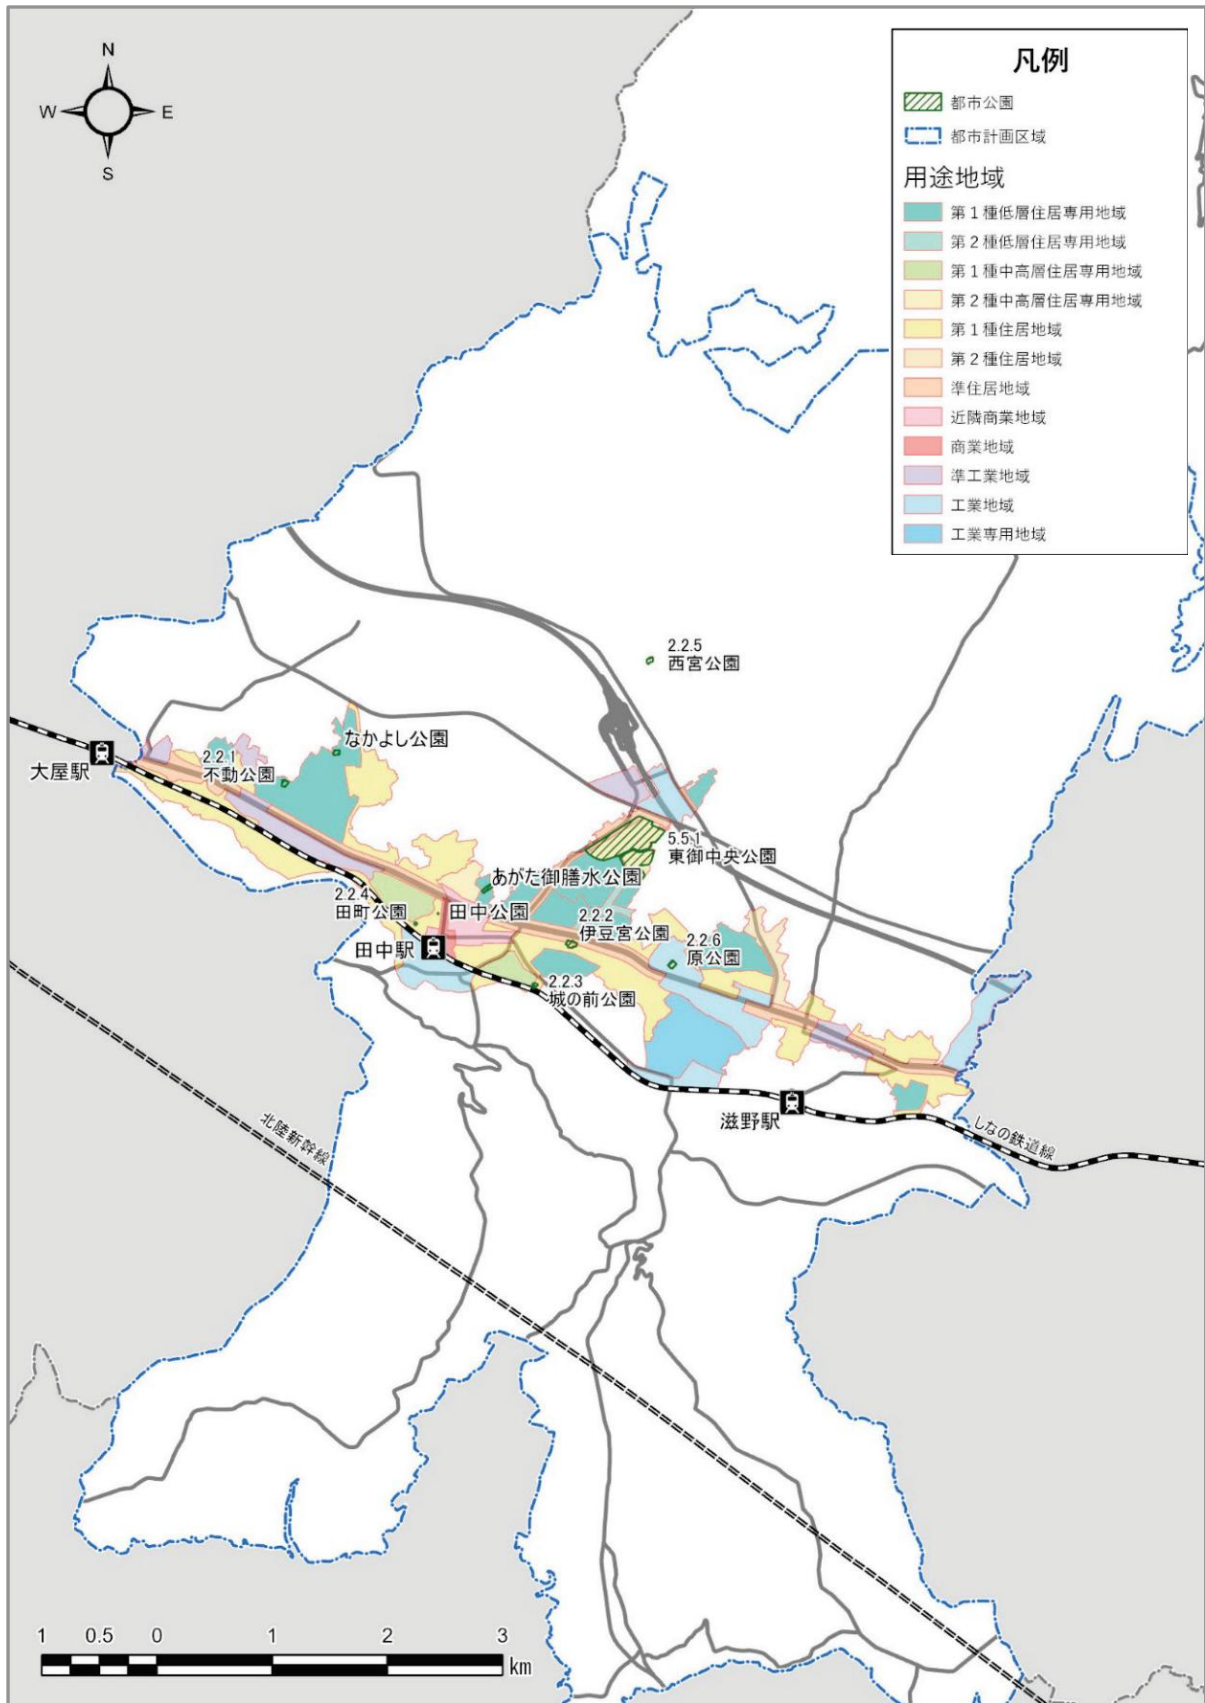 N
W
E
S
凡例
都市公園
都市計画区域
用途地域
第１種低層住居専用地域
第２種低層住居専用地域
第１種中高層住居専用地域
第２種中高層住居専用地域
第１種住居地域
第２種住居地域
準住居地域
近隣商業地域
商業地域
準工業地域
工業地域
工業専用地域
2.2.5
西宮公園
なかよし公園
2.2.1
不動公園
大屋駅
5.5.1
東御中央公園
あがた御膳水公園
2.2.4
田町公園
田中公園
2.2.2
伊豆宮公園
田中駅
2.2.6
原公園
2.2.3
城の前公園
滋野駅
しなの鉄道線
北陸新幹線
1 0.5 0 1 2 3
km